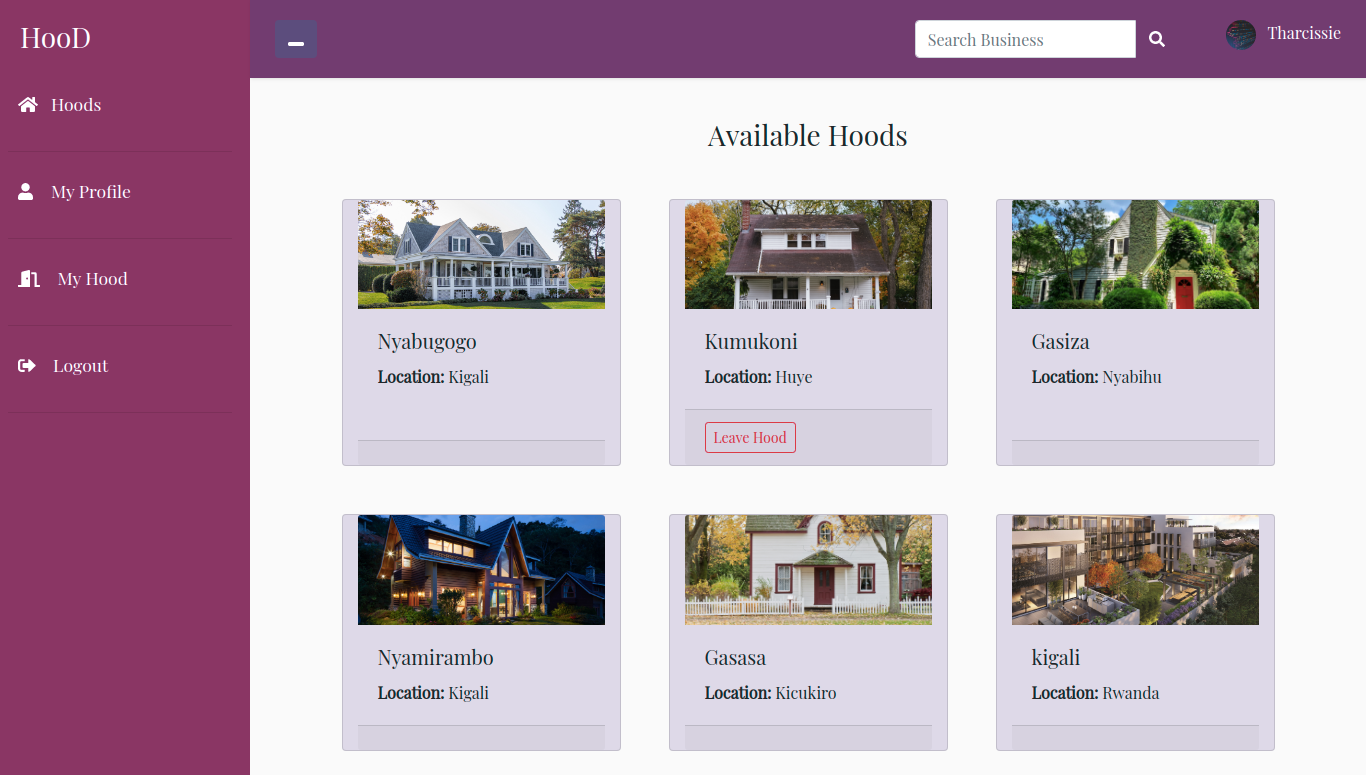 HooD
Search Business
Tharcissie
Hoods
My Profile
My Hood
Logout
Available Hoods
Nyabugogo
Location: Kigali
Kumukoni
Location: Huye
Leave Hood
Gasiza
Location: Nyabihu
Nyamirambo
Location: Kigali
Gasasa
Location: Kicukiro
kigali
Location: Rwanda